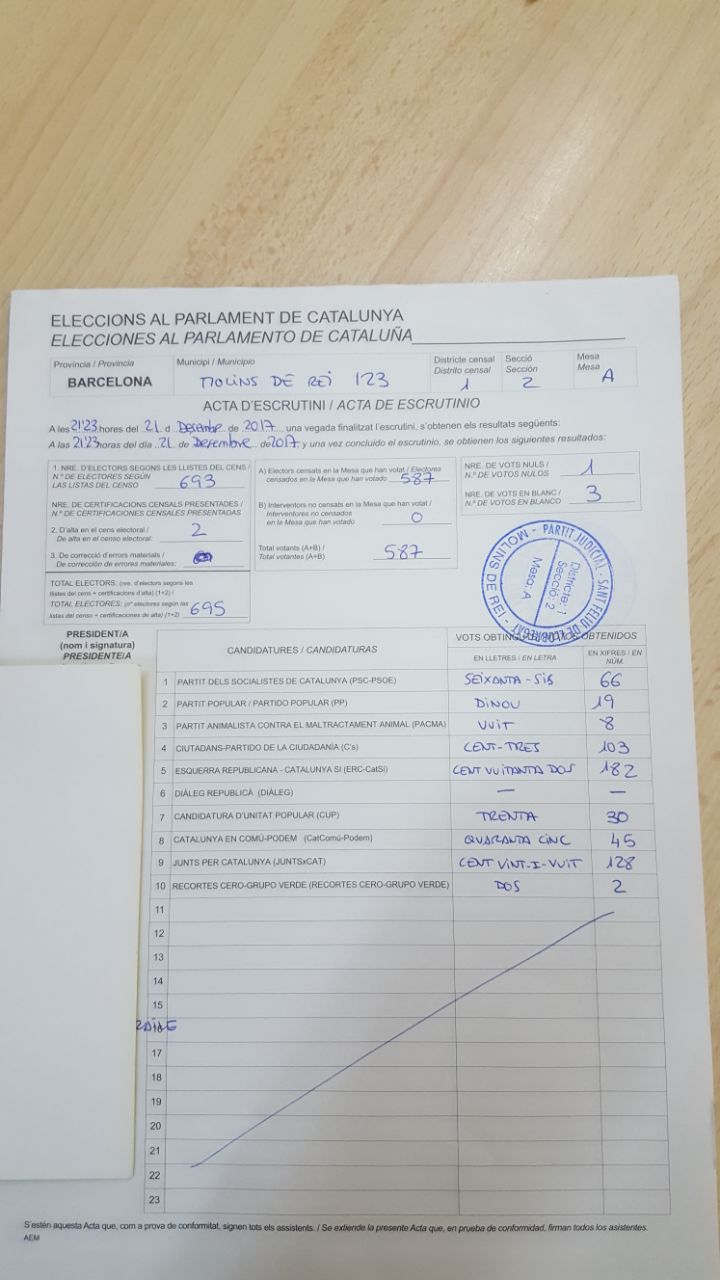 ELECCIONS AL PARLAMENT DE CATALUNYA
ELECCIONES AL PARLAMENTO DE CATALUÑA
Provincia / Provincia Municipi / Municipio Districte censal Secció Mesa
Distrito censal Sección Mesa
BARCELONA MOLINS DE REI 123 1 2 A
ACTA D'ESCRUTINI / ACTA DE ESCRUTINIO
A les 21'23 hores del 21 d Desembre de 2017 una vegada finalitzat l'escrutini, s'obtenen els resultats següents:
A las 21'23 horas del día 21 de Desembre de 2017 y una vez concluido el escrutinio, se obtienen los siguientes resultados:
1. NRE. D'ELECTORS SEGONS LES LLISTES DEL CENS /
N.º DE ELECTORES SEGÚN
LAS LISTAS DEL CENSO 693
NRE. DE CERTIFICACIONS CENSALS PRESENTADES /
N.º DE CERTIFICACIONES CENSALES PRESENTADAS
2. D'alta en el cens electoral /
De alta en el censo electoral: 2
3. De correcció d'errors materials /
De corrección de errores materiales:
TOTAL ELECTORS: (nre. d'electors segons les
llistes del cens + certificacions d'alta) (1+2) /
TOTAL ELECTORES: (nº electores según las
listas del censo + certificaciones de alta) (1+2) 695
A) Electors censats en la Mesa que han votat / Electores
censados en la Mesa que han votado 587
B) Interventors no censats en la Mesa que han votat /
Interventores no censados
en la Mesa que han votado 0
Total votants (A+B) /
Total votantes (A+B) 587
NRE. DE VOTS NULS /
N.º DE VOTOS NULOS 1
NRE. DE VOTS EN BLANC /
N.º DE VOTOS EN BLANCO 3
PARTIT JUDICIAL - SANT FELIU DE LLOBREGAT
MOLINS DE REI
Districte: 1
Secció: 2
Mesa: A
PRESIDENT/A
(nom i signatura)
PRESIDENTE/A
CANDIDATURES / CANDIDATURAS
VOTS OBTINGUTS OBTENIDOS
EN LLETRES / EN LETRA EN XIFRES / EN NÚM.
1 PARTIT DELS SOCIALISTES DE CATALUNYA (PSC-PSOE) SEIXANTA-SIS 66
2 PARTIT POPULAR / PARTIDO POPULAR (PP) DINOU 19
3 PARTIT ANIMALISTA CONTRA EL MALTRACTAMENT ANIMAL (PACMA) VUIT 8
4 CIUTADANS-PARTIDO DE LA CIUDADANÍA (C's) CENT-TRES 103
5 ESQUERRA REPUBLICANA - CATALUNYA SÍ (ERC-CatSí) CENT VUITANTA DOS 182
6 DIÀLEG REPUBLICÀ (DIÀLEG) — —
7 CANDIDATURA D'UNITAT POPULAR (CUP) TRENTA 30
8 CATALUNYA EN COMÚ-PODEM (CatComú-Podem) QUARANTA CINC 45
9 JUNTS PER CATALUNYA (JUNTSxCAT) CENT VINT-I-VUIT 128
10 RECORTES CERO-GRUPO VERDE (RECORTES CERO-GRUPO VERDE) DOS 2
11
12
13
14
15
16
17
18
19
20
21
22
23
S'estén aquesta Acta que, com a prova de conformitat, signen tots els assistents. / Se extiende la presente Acta que, en prueba de conformidad, firman todos los asistentes.
AEM